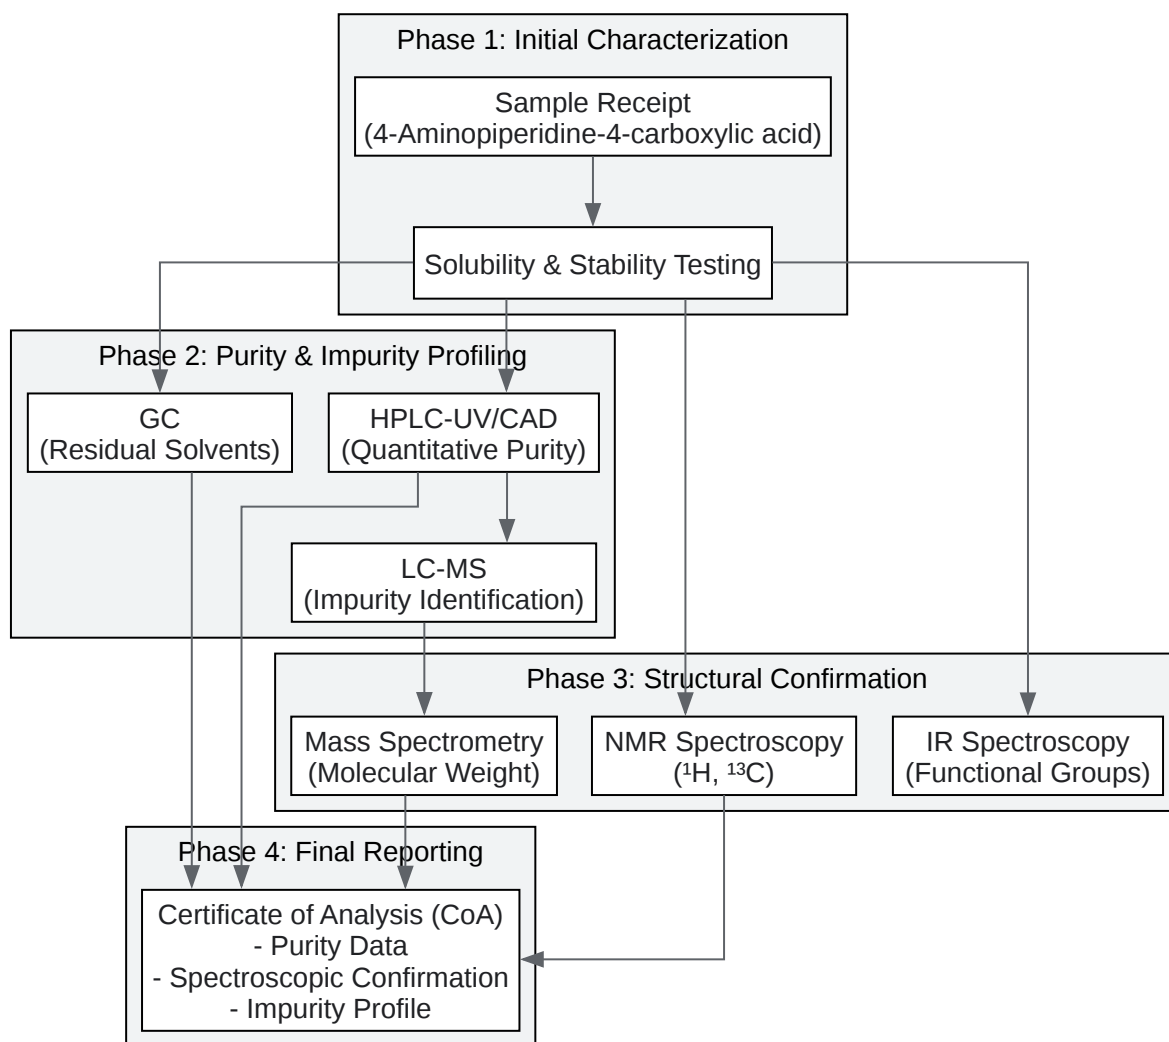 Phase 1: Initial Characterization
Sample Receipt
(4-Aminopiperidine-4-carboxylic acid)
Solubility & Stability Testing
Phase 2: Purity & Impurity Profiling
GC
(Residual Solvents)
HPLC-UV/CAD
(Quantitative Purity)
LC-MS
(Impurity Identification)
Phase 3: Structural Confirmation
Mass Spectrometry
(Molecular Weight)
NMR Spectroscopy
(¹H, ¹³C)
IR Spectroscopy
(Functional Groups)
Phase 4: Final Reporting
Certificate of Analysis (CoA)
- Purity Data
- Spectroscopic Confirmation
- Impurity Profile